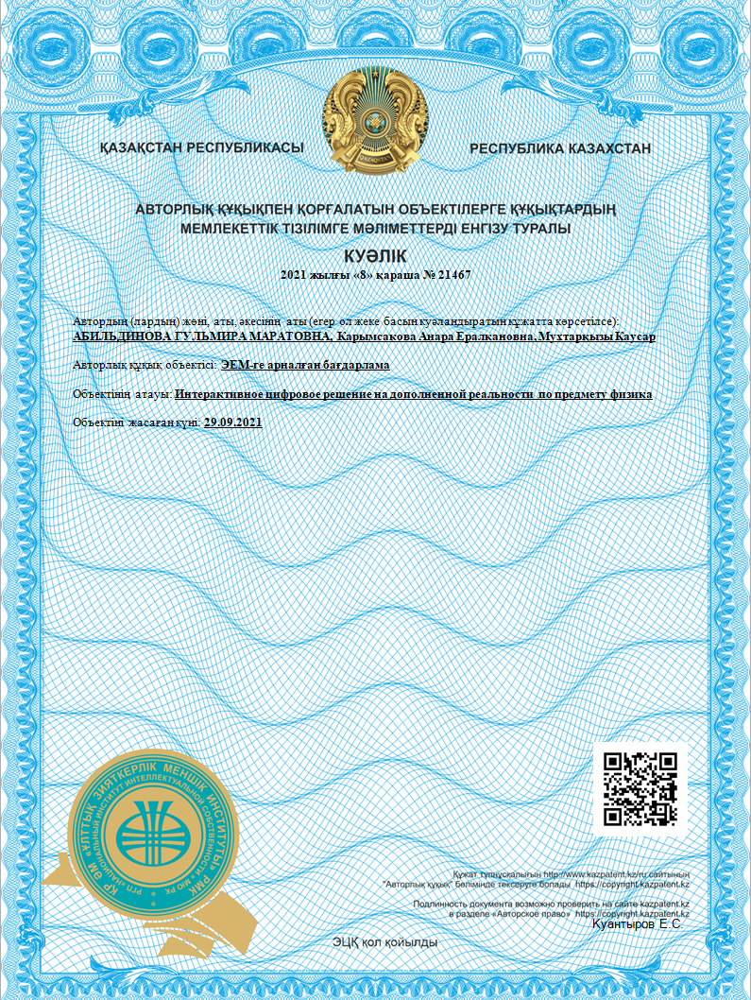 ҚАЗАҚСТАН РЕСПУБЛИКАСЫ
РЕСПУБЛИКА КАЗАХСТАН
QAZAQSTAN
АВТОРЛЫҚ ҚҰҚЫҚПЕН ҚОРҒАЛАТЫН ОБЪЕКТІЛЕРГЕ ҚҰҚЫҚТАРДЫҢ
МЕМЛЕКЕТТІК ТІЗІЛІМГЕ МӘЛІМЕТТЕРДІ ЕНГІЗУ ТУРАЛЫ
КУӘЛІК
2021 жылғы «8» қараша № 21467
Автордың (лардың) жөні, аты, әкесінің аты (егер ол жеке басын куәландыратын құжатта көрсетілсе):
АБИЛЬДИНОВА ГУЛЬМИРА МАРАТОВНА, Карымсакова Анара Ералкановна, Мухтарқызы Каусар
Авторлық құқық объектісі: ЭЕМ-ге арналған бағдарлама
Объектінің атауы: Интерактивное цифровое решение на дополненной реальности по предмету физика
Объектіні жасаған күні: 29.09.2021
ҚР ӘМ «ҰЛТТЫҚ ЗИЯТКЕРЛІК МЕНШІК ИНСТИТУТЫ» РМК
РГП «НАЦИОНАЛЬНЫЙ ИНСТИТУТ ИНТЕЛЛЕКТУАЛЬНОЙ СОБСТВЕННОСТИ» МЮ РК
Құжат түпнұсқалығын http://www.kazpatent.kz/ru сайтының
"Авторлық құқық" бөлімінде тексеруге болады https://copyright.kazpatent.kz
Подлинность документа возможно проверить на сайте kazpatent.kz
в разделе «Авторское право» https://copyright.kazpatent.kz
Куантыров Е.С.
ЭЦҚ қол қойылды